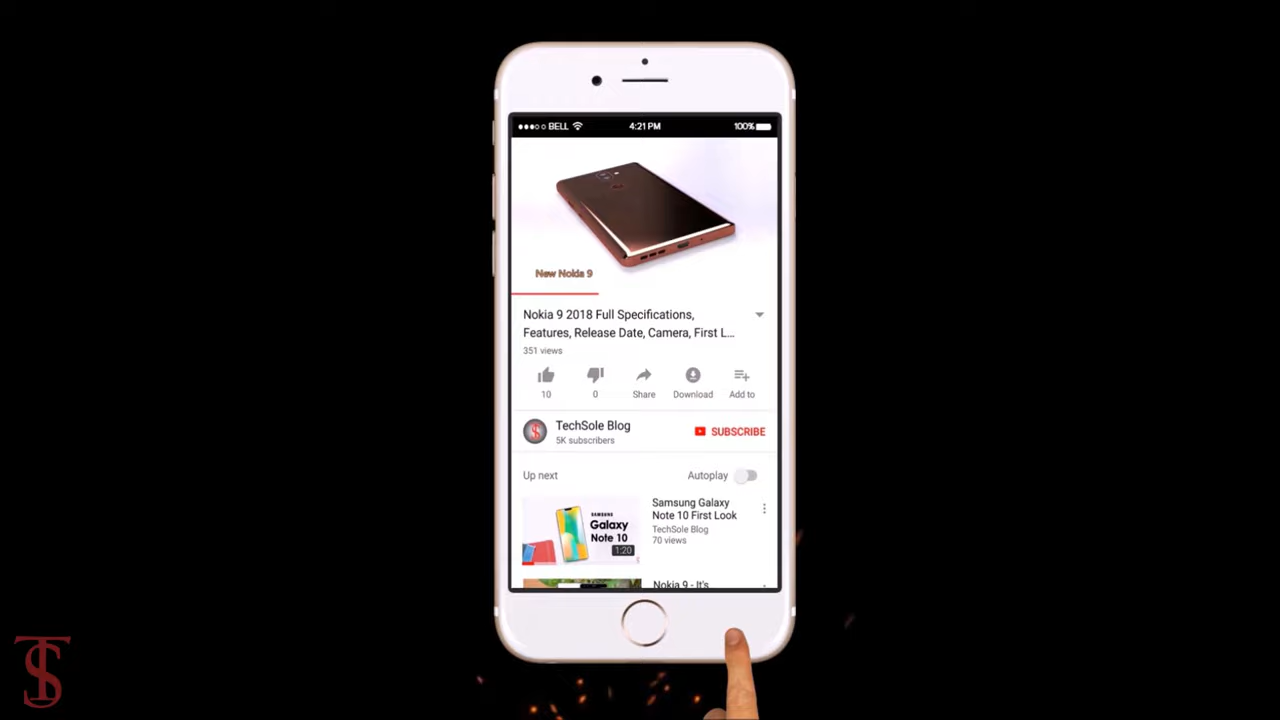 BELL
4:21 PM
100%
New Nokia 9
Nokia 9 2018 Full Specifications,
Features, Release Date, Camera, First L...
351 views
10
0
Share
Download
Add to
TechSole Blog
5K subscribers
SUBSCRIBE
Up next
Autoplay
SAMSUNG
Galaxy
Note 10
1:20
Samsung Galaxy
Note 10 First Look
TechSole Blog
70 views
Nokia 9 - It's
TS